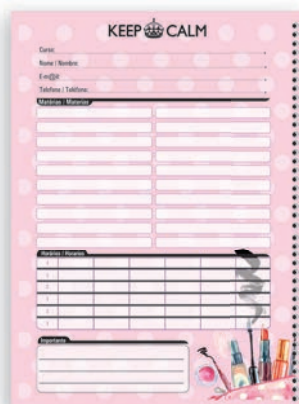 KEEP CALM
Curso:
Nome / Nombre:
E-m@il:
Telefone / Teléfono:
Matérias / Materias
Horários / Horarios
Importante